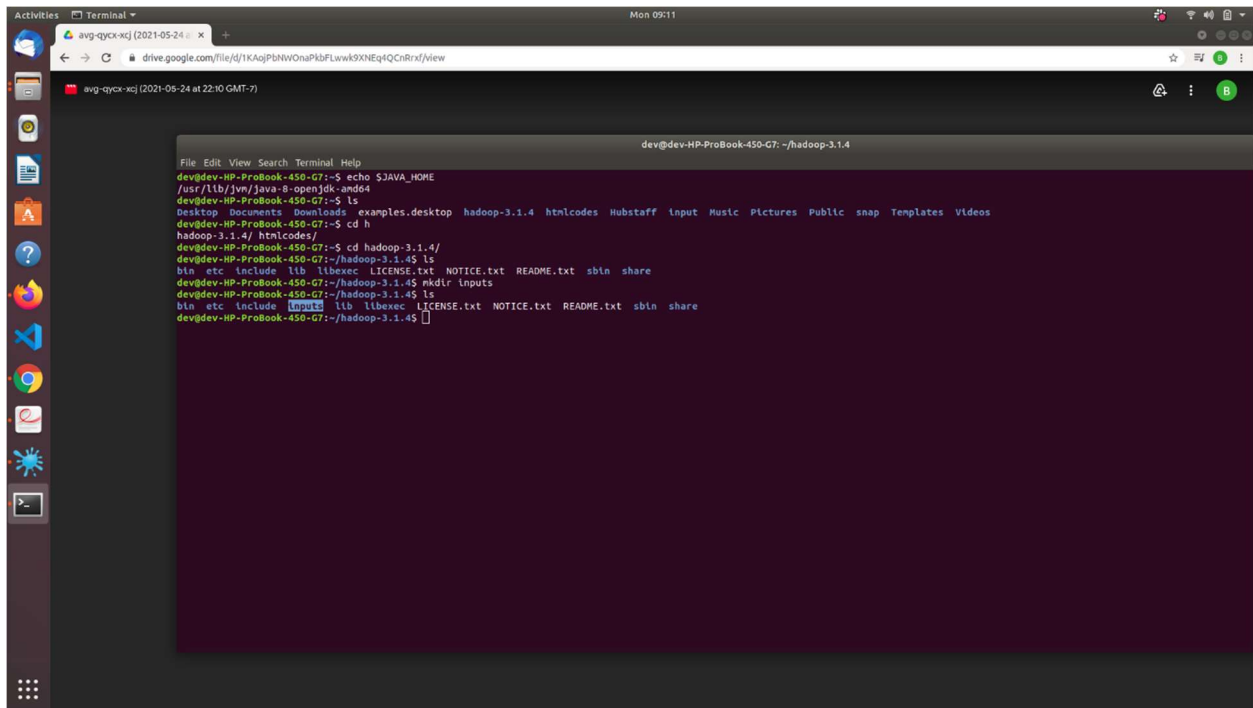 Activities Terminal Mon 09:11
avg-qycx-xcj (2021-05-24 a
drive.google.com/file/d/1KAojPbNWOnaPkbFLwwk9XNEq4QCnRrxf/view
B
avg-qycx-xcj (2021-05-24 at 22:10 GMT-7)
B
dev@dev-HP-ProBook-450-G7: ~/hadoop-3.1.4
File Edit View Search Terminal Help
dev@dev-HP-ProBook-450-G7:~$ echo $JAVA_HOME
/usr/lib/jvm/java-8-openjdk-amd64
dev@dev-HP-ProBook-450-G7:~$ ls
Desktop Documents Downloads examples.desktop hadoop-3.1.4 htmlcodes Hubstaff input Music Pictures Public snap Templates Videos
dev@dev-HP-ProBook-450-G7:~$ cd h
hadoop-3.1.4/ htmlcodes/
dev@dev-HP-ProBook-450-G7:~$ cd hadoop-3.1.4/
dev@dev-HP-ProBook-450-G7:~/hadoop-3.1.4$ ls
bin etc include lib libexec LICENSE.txt NOTICE.txt README.txt sbin share
dev@dev-HP-ProBook-450-G7:~/hadoop-3.1.4$ mkdir inputs
dev@dev-HP-ProBook-450-G7:~/hadoop-3.1.4$ ls
bin etc include inputs lib libexec LICENSE.txt NOTICE.txt README.txt sbin share
dev@dev-HP-ProBook-450-G7:~/hadoop-3.1.4$